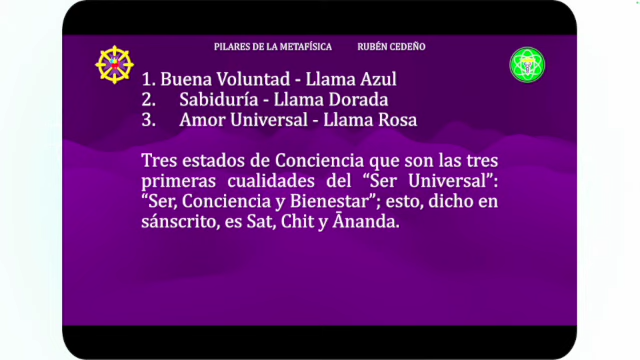 PILARES DE LA METAFÍSICA RUBÉN CEDEÑO
1. Buena Voluntad - Llama Azul
2. Sabiduría - Llama Dorada
3. Amor Universal - Llama Rosa
Tres estados de Conciencia que son las tres
primeras cualidades del “Ser Universal”:
“Ser, Conciencia y Bienestar”; esto, dicho en
sánscrito, es Sat, Chit y Ānanda.